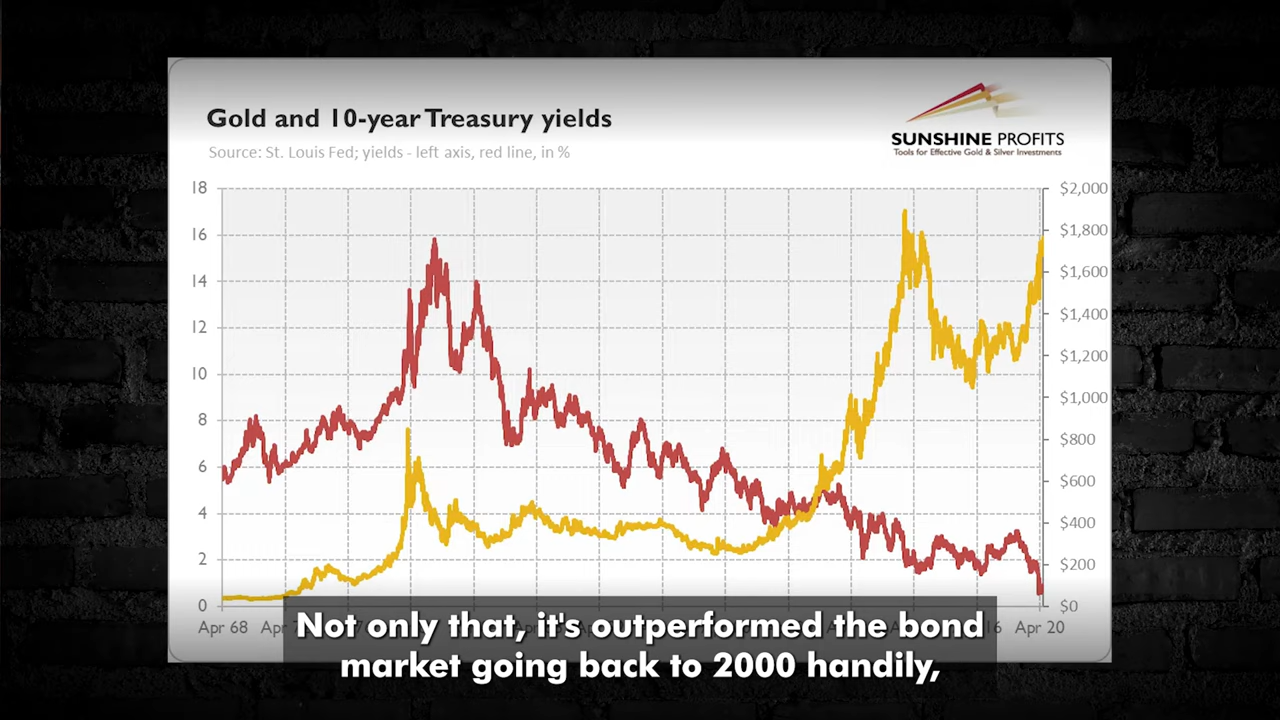 Gold and 10-year Treasury yields
Source: St. Louis Fed; yields - left axis, red line, in %
SUNSHINE PROFITS
Tools for Effective Gold & Silver Investments
18
16
14
12
10
8
6
4
2
0
$2,000
$1,800
$1,600
$1,400
$1,200
$1,000
$800
$600
$400
$200
$0
Apr 68
Apr 20
Not only that, it's outperformed the bond
market going back to 2000 handily,